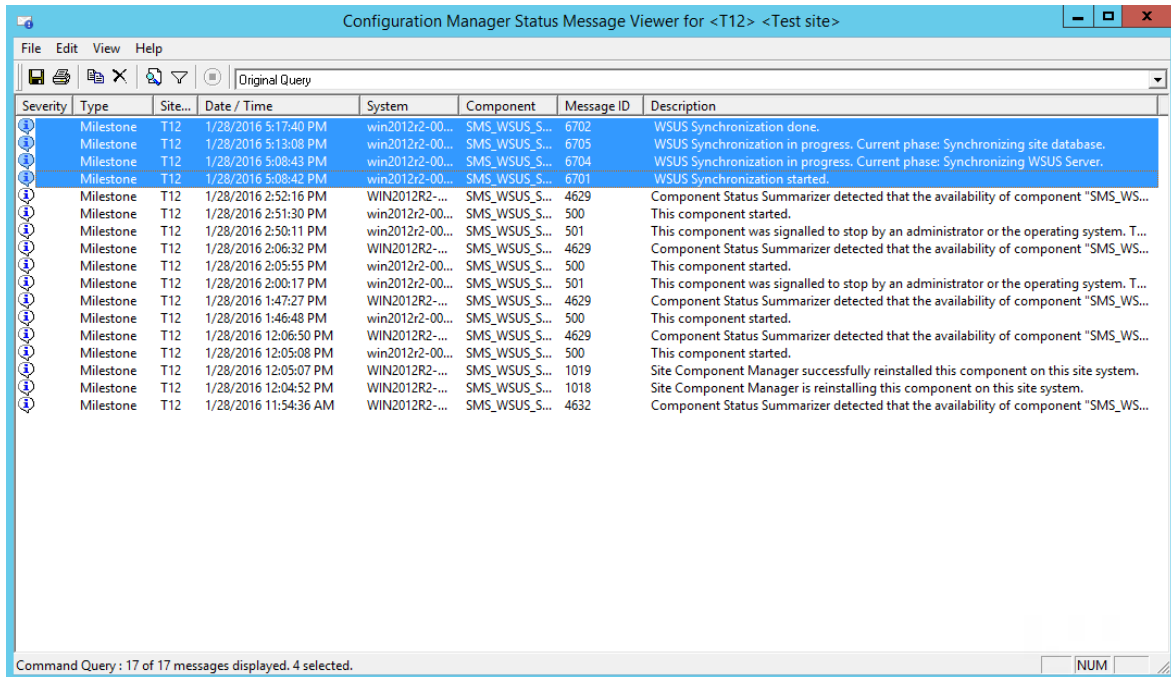 Configuration Manager Status Message Viewer for <T12> <Test site>
File Edit View Help
Original Query
Severity Type Site... Date / Time System Component Message ID Description
Milestone T12 1/28/2016 5:17:40 PM win2012r2-00... SMS_WSUS_S... 6702 WSUS Synchronization done.
Milestone T12 1/28/2016 5:13:08 PM win2012r2-00... SMS_WSUS_S... 6705 WSUS Synchronization in progress. Current phase: Synchronizing site database.
Milestone T12 1/28/2016 5:08:43 PM win2012r2-00... SMS_WSUS_S... 6704 WSUS Synchronization in progress. Current phase: Synchronizing WSUS Server.
Milestone T12 1/28/2016 5:08:42 PM win2012r2-00... SMS_WSUS_S... 6701 WSUS Synchronization started.
Milestone T12 1/28/2016 2:52:16 PM WIN2012R2-... SMS_WSUS_S... 4629 Component Status Summarizer detected that the availability of component "SMS_WS...
Milestone T12 1/28/2016 2:51:30 PM win2012r2-00... SMS_WSUS_S... 500 This component started.
Milestone T12 1/28/2016 2:50:11 PM win2012r2-00... SMS_WSUS_S... 501 This component was signalled to stop by an administrator or the operating system. T...
Milestone T12 1/28/2016 2:06:32 PM WIN2012R2-... SMS_WSUS_S... 4629 Component Status Summarizer detected that the availability of component "SMS_WS...
Milestone T12 1/28/2016 2:05:55 PM win2012r2-00... SMS_WSUS_S... 500 This component started.
Milestone T12 1/28/2016 2:00:17 PM win2012r2-00... SMS_WSUS_S... 501 This component was signalled to stop by an administrator or the operating system. T...
Milestone T12 1/28/2016 1:47:27 PM WIN2012R2-... SMS_WSUS_S... 4629 Component Status Summarizer detected that the availability of component "SMS_WS...
Milestone T12 1/28/2016 1:46:48 PM win2012r2-00... SMS_WSUS_S... 500 This component started.
Milestone T12 1/28/2016 12:06:50 PM WIN2012R2-... SMS_WSUS_S... 4629 Component Status Summarizer detected that the availability of component "SMS_WS...
Milestone T12 1/28/2016 12:05:08 PM win2012r2-00... SMS_WSUS_S... 500 This component started.
Milestone T12 1/28/2016 12:05:07 PM WIN2012R2-... SMS_WSUS_S... 1019 Site Component Manager successfully reinstalled this component on this site system.
Milestone T12 1/28/2016 12:04:52 PM WIN2012R2-... SMS_WSUS_S... 1018 Site Component Manager is reinstalling this component on this site system.
Milestone T12 1/28/2016 11:54:36 AM WIN2012R2-... SMS_WSUS_S... 4632 Component Status Summarizer detected that the availability of component "SMS_WS...
Command Query : 17 of 17 messages displayed. 4 selected.
NUM